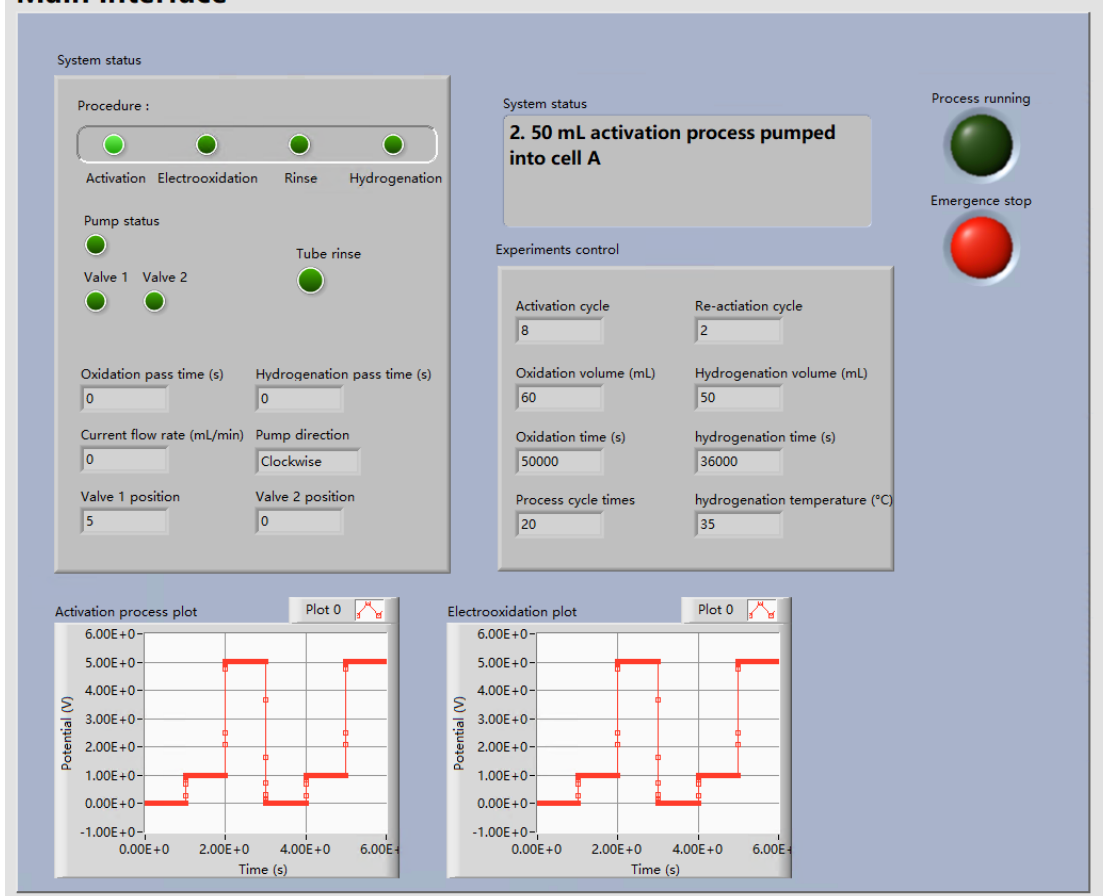 System status
Procedure :
Activation Electrooxidation Rinse Hydrogenation
Pump status
Tube rinse
Valve 1 Valve 2
Oxidation pass time (s) Hydrogenation pass time (s)
0 0
Current flow rate (mL/min) Pump direction
0 Clockwise
Valve 1 position Valve 2 position
5 0
System status
2. 50 mL activation process pumped
into cell A
Process running
Emergence stop
Experiments control
Activation cycle Re-actiation cycle
8 2
Oxidation volume (mL) Hydrogenation volume (mL)
60 50
Oxidation time (s) hydrogenation time (s)
50000 36000
Process cycle times hydrogenation temperature (°C)
20 35
Activation process plot Plot 0
Potential (V)
6.00E+0
5.00E+0
4.00E+0
3.00E+0
2.00E+0
1.00E+0
0.00E+0
-1.00E+0
0.00E+0 2.00E+0 4.00E+0 6.00E+
Time (s)
Electrooxidation plot Plot 0
Potential (V)
6.00E+0
5.00E+0
4.00E+0
3.00E+0
2.00E+0
1.00E+0
0.00E+0
-1.00E+0
0.00E+0 2.00E+0 4.00E+0 6.00E+
Time (s)